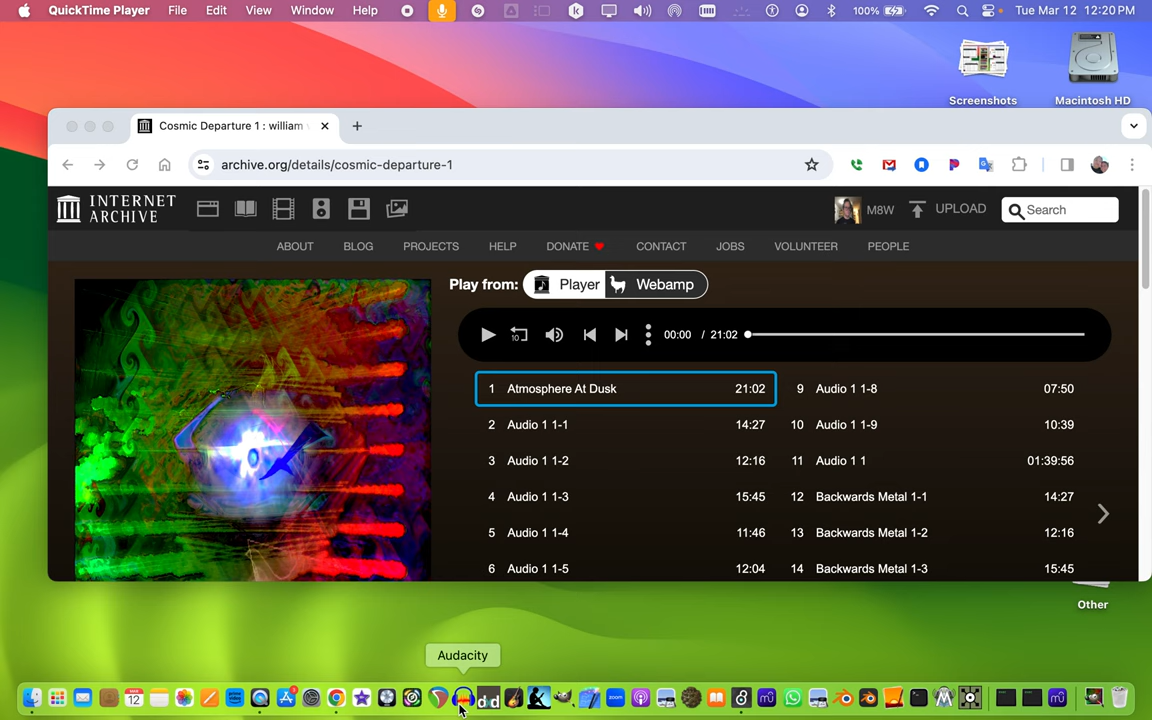 QuickTime Player File Edit View Window Help 100% Tue Mar 12 12:20 PM
Screenshots Macintosh HD
Cosmic Departure 1 : william
archive.org/details/cosmic-departure-1
INTERNET
ARCHIVE
M8W UPLOAD Search
ABOUT BLOG PROJECTS HELP DONATE CONTACT JOBS VOLUNTEER PEOPLE
Play from: Player Webamp
10 00:00 / 21:02
1 Atmosphere At Dusk 21:02 9 Audio 1 1-8 07:50
2 Audio 1 1-1 14:27 10 Audio 1 1-9 10:39
3 Audio 1 1-2 12:16 11 Audio 1 1 01:39:56
4 Audio 1 1-3 15:45 12 Backwards Metal 1-1 14:27
5 Audio 1 1-4 11:46 13 Backwards Metal 1-2 12:16
6 Audio 1 1-5 12:04 14 Backwards Metal 1-3 15:45
Other
Audacity
12
dd
zoom